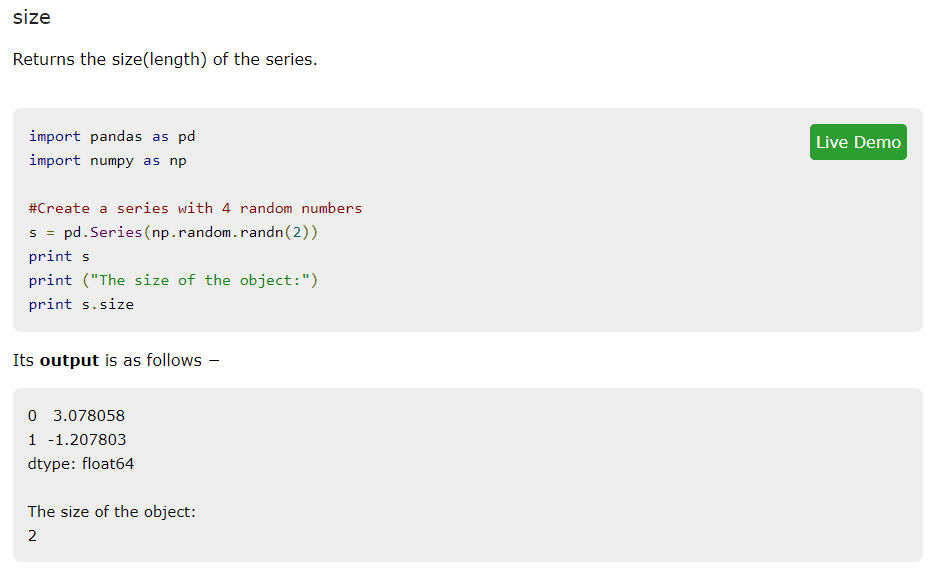 size
Returns the size(length) of the series.
import pandas as pd
Live Demo
import numpy as np
#Create a series with 4 random numbers
s = pd.Series(np.random.randn(2))
print s
print ("The size of the object:")
print s.size
Its output is as follows −
0 3.078058
1 -1.207803
dtype: float64
The size of the object:
2